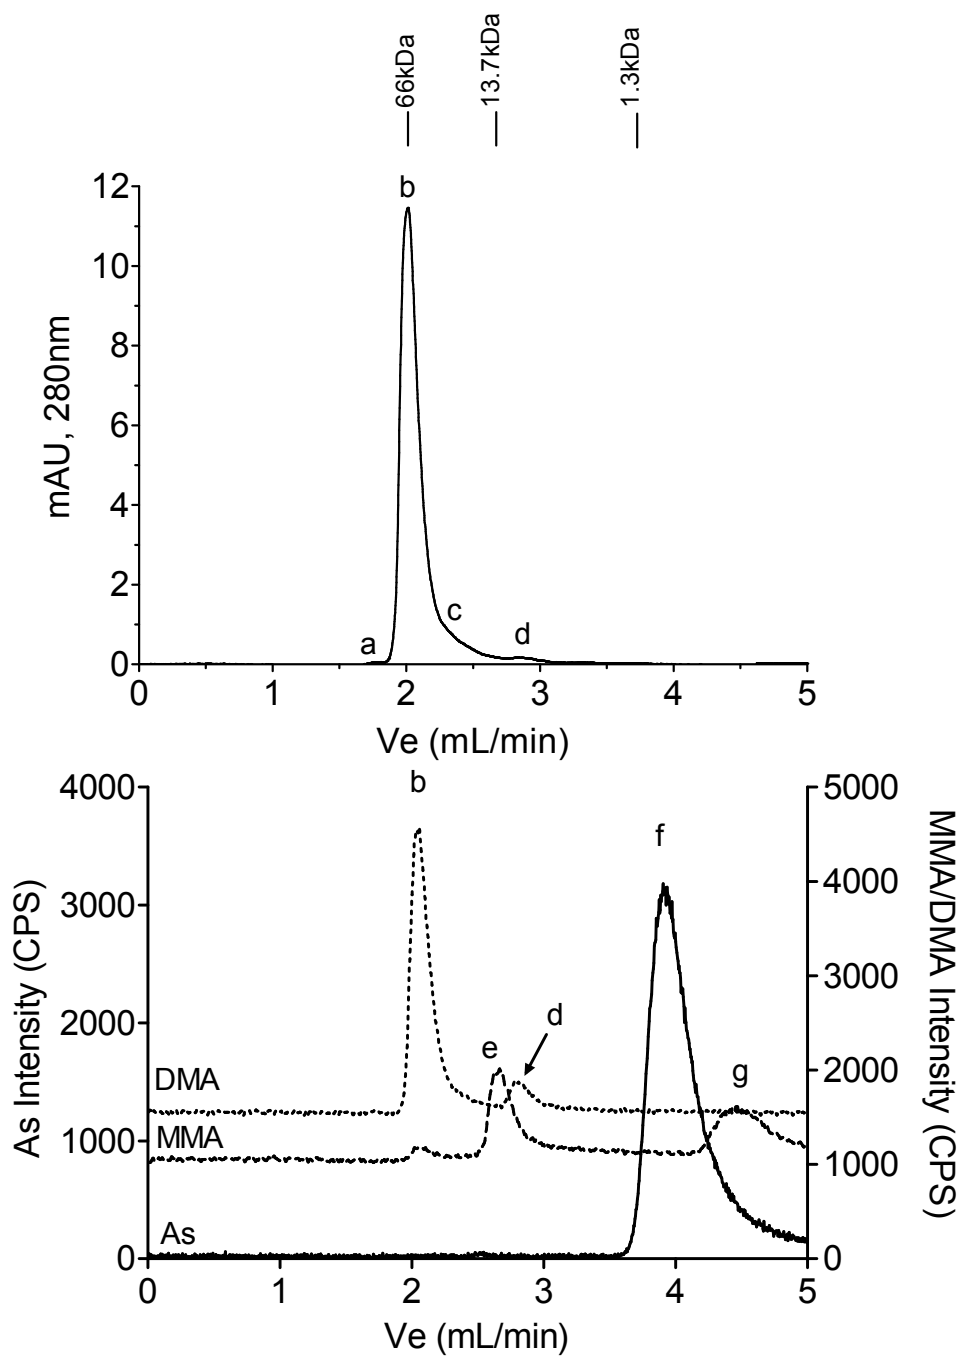 66kDa
13.7kDa
1.3kDa
12
10
8
6
4
2
0
mAU, 280nm
a
b
c
d
0 1 2 3 4 5
Ve (mL/min)
4000
3000
2000
1000
0
As Intensity (CPS)
5000
4000
3000
2000
1000
0
MMA/DMA Intensity (CPS)
b
f
d
e
g
DMA
MMA
As
0 1 2 3 4 5
Ve (mL/min)